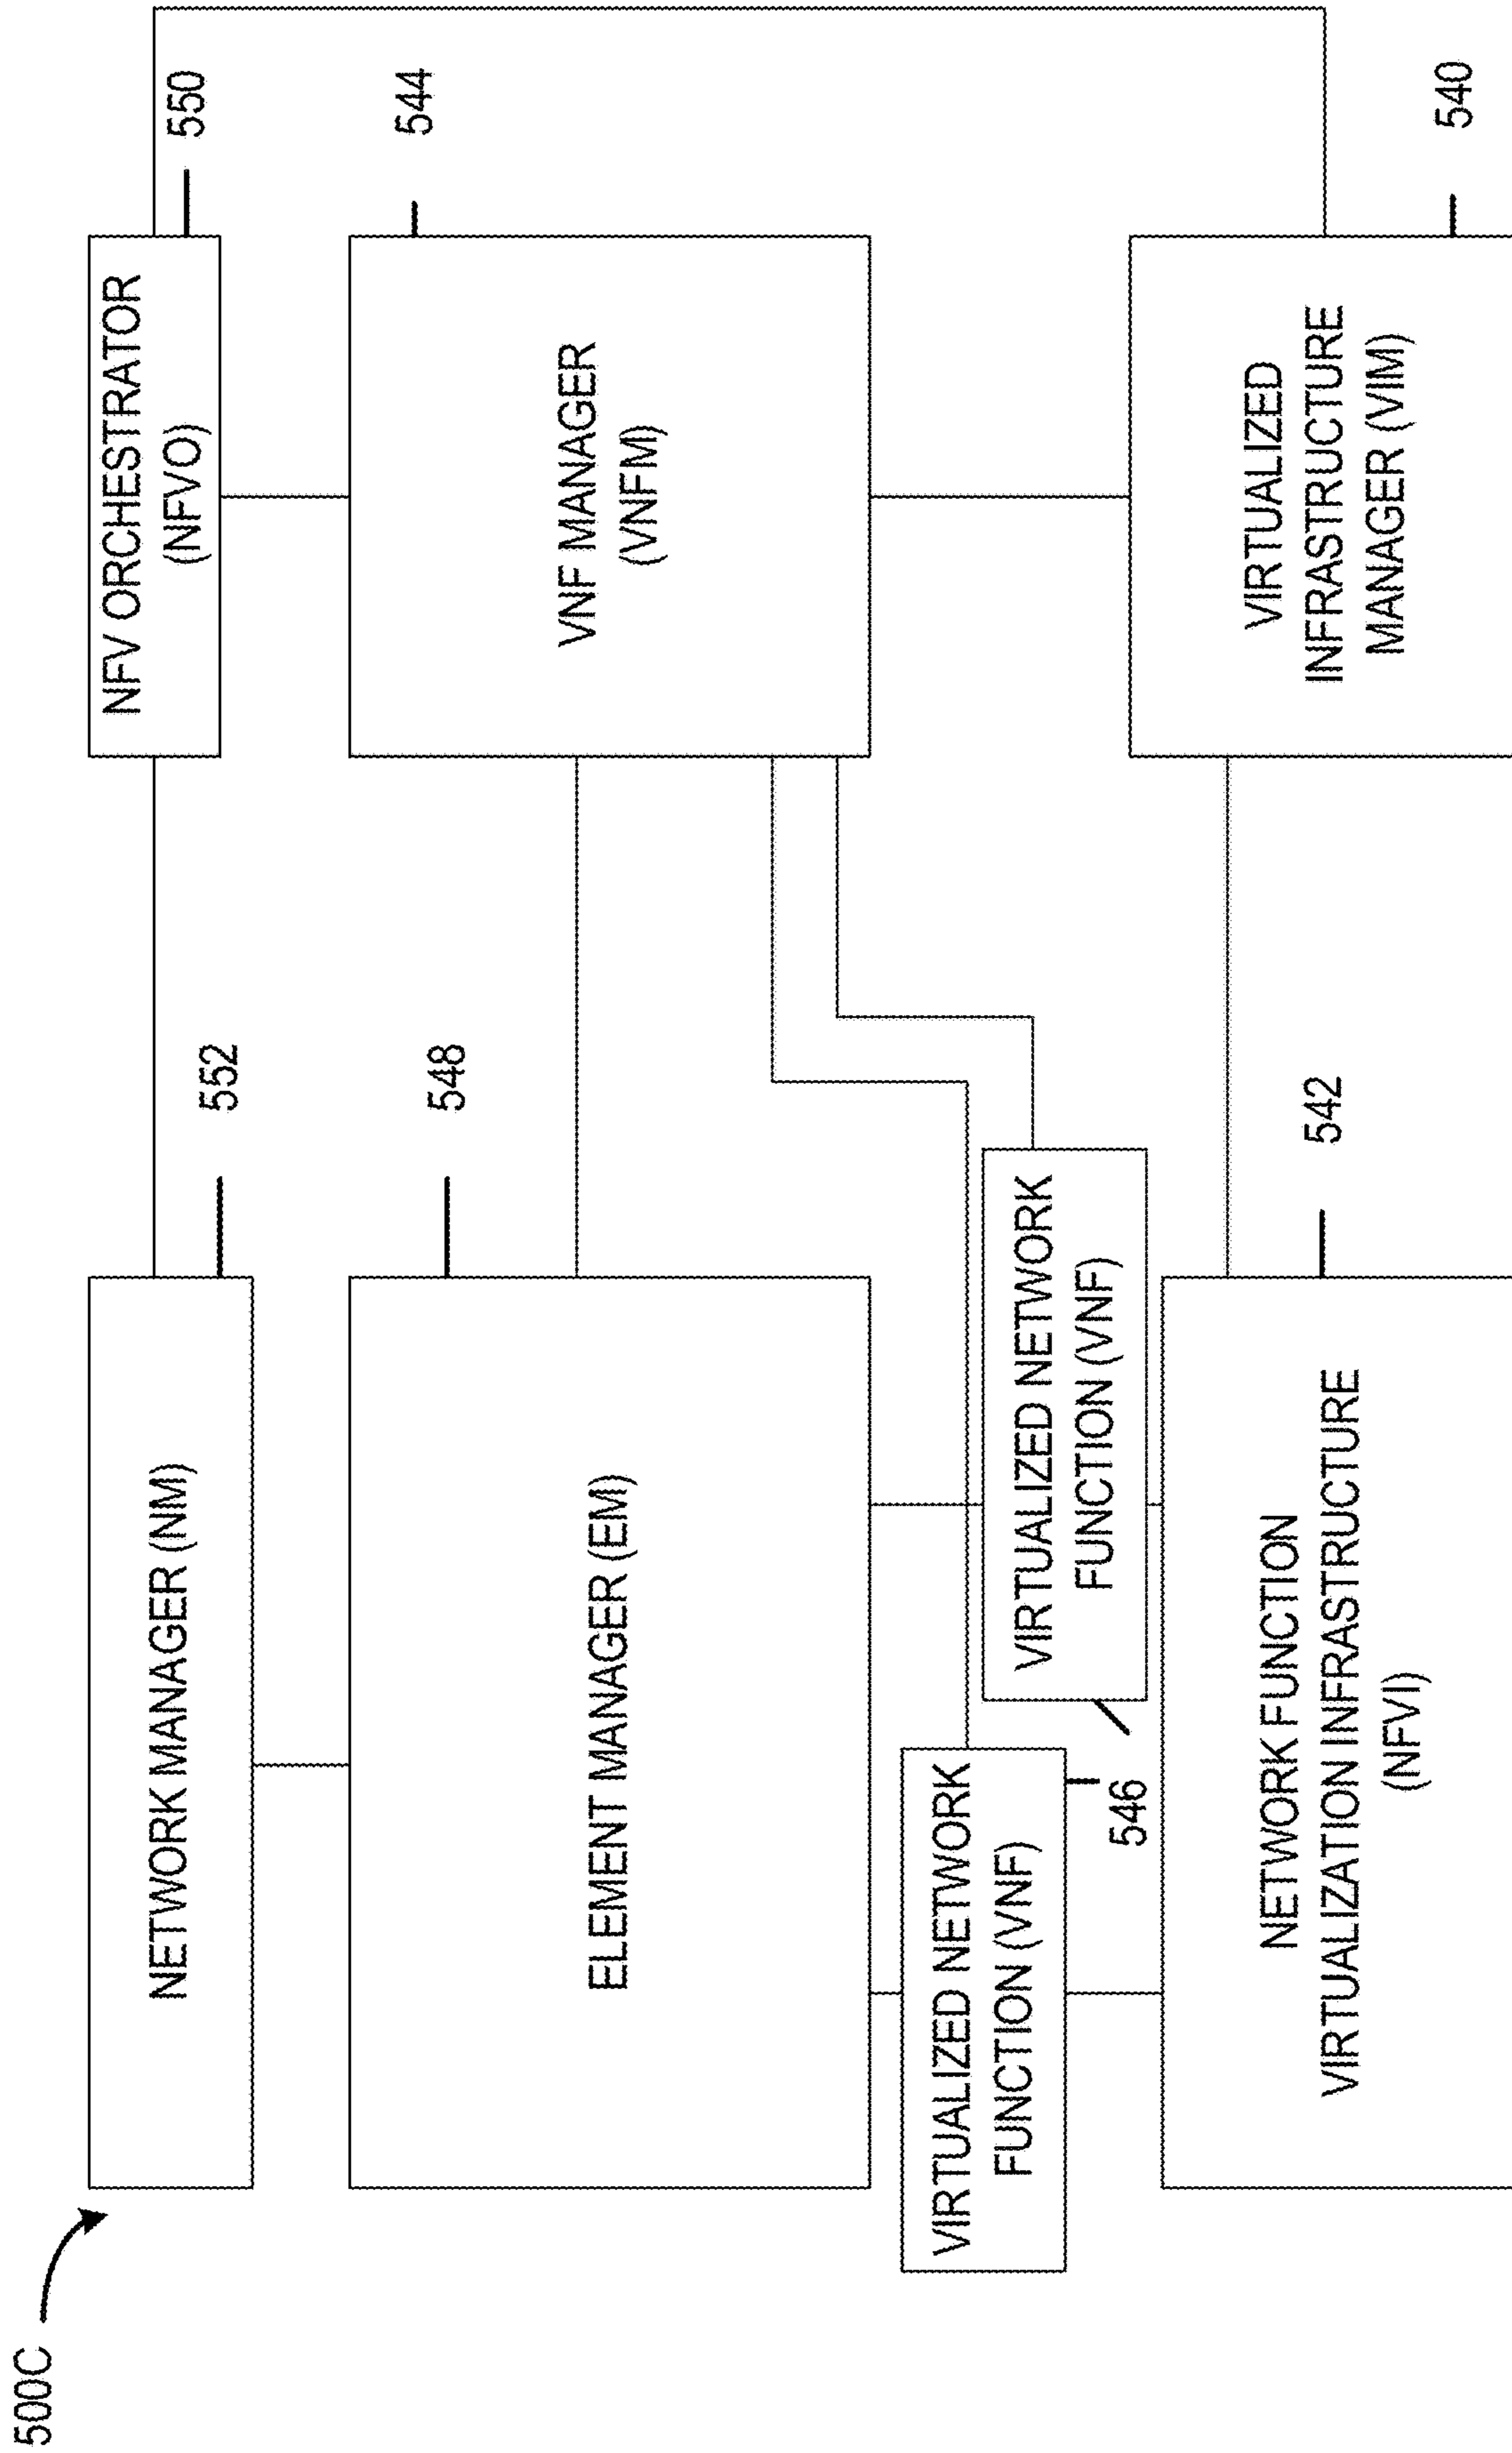 500C
NETWORK MANAGER (NM)
552
NFV ORCHESTRATOR
(NFVO)
550
ELEMENT MANAGER (EM)
548
VNF MANAGER
(VNFM)
544
VIRTUALIZED NETWORK
FUNCTION (VNF)
VIRTUALIZED NETWORK
FUNCTION (VNF)
546
NETWORK FUNCTION
VIRTUALIZATION INFRASTRUCTURE
(NFVI)
542
VIRTUALIZED
INFRASTRUCTURE
MANAGER (VIM)
540